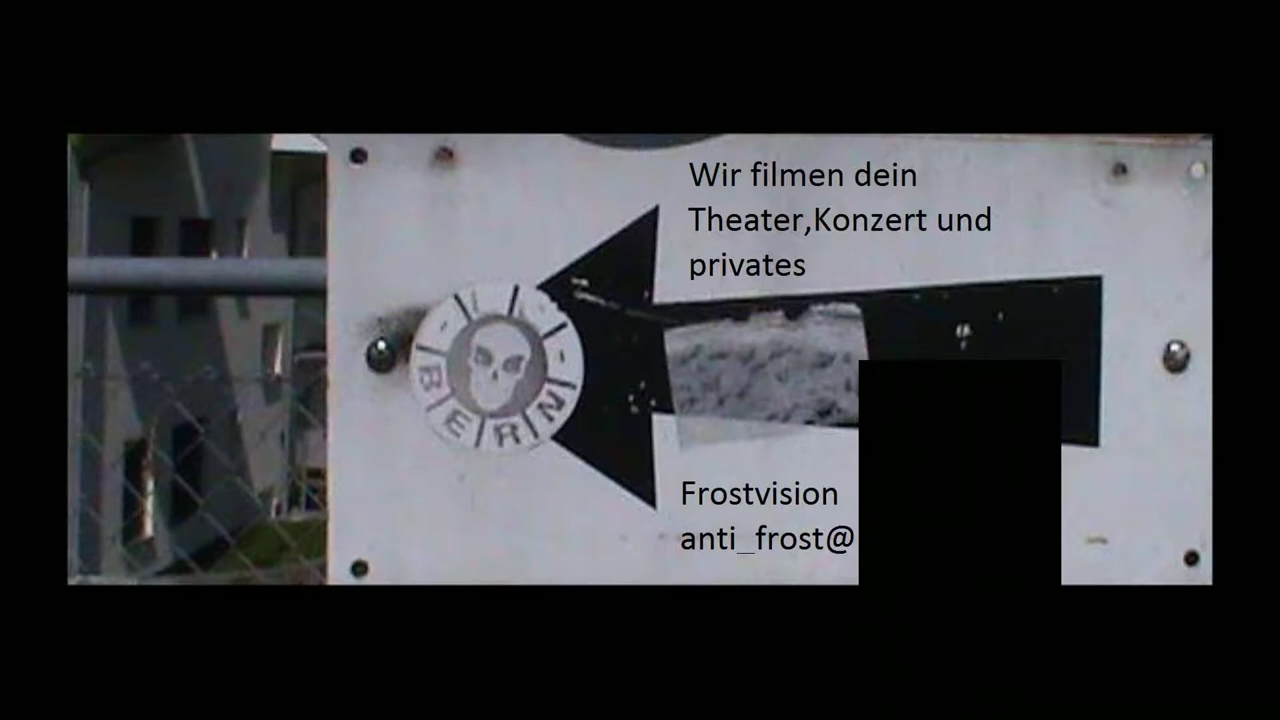 Wir filmen dein
Theater,Konzert und
privates
BERN
Frostvision
anti_frost@